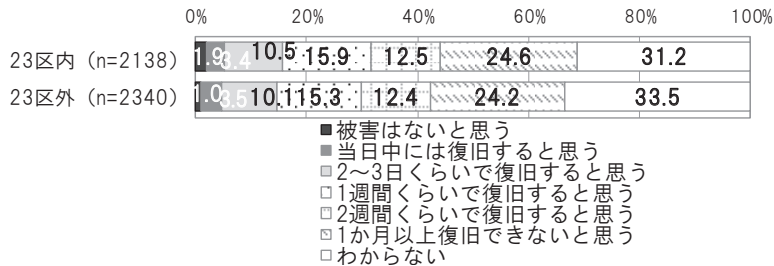 0% 20% 40% 60% 80% 100%
23区内（n=2138） 1.9 3.4 10.5 15.9 12.5 24.6 31.2
23区外（n=2340） 1.0 3.5 10.1 15.3 12.4 24.2 33.5
被害はないと思う
当日中には復旧すると思う
2～3日くらいで復旧すると思う
1週間くらいで復旧すると思う
2週間くらいで復旧すると思う
1か月以上復旧できないと思う
わからない